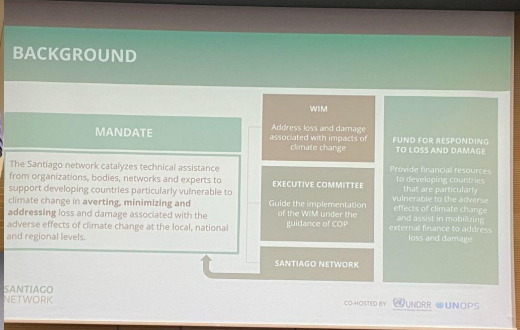 BACKGROUND
MANDATE
The Santiago network catalyzes technical assistance
from organizations, bodies, networks and experts to
support developing countries particularly vulnerable to
climate change in averting, minimizing and
addressing loss and damage associated with the
adverse effects of climate change at the local, national
and regional levels.
WIM
Address loss and damage
associated with impacts of
climate change
EXECUTIVE COMMITTEE
Guide the implementation
of the WIM under the
guidance of COP
SANTIAGO NETWORK
FUND FOR RESPONDING
TO LOSS AND DAMAGE
Provide financial resources
to developing countries
that are particularly
vulnerable to the adverse
effects of climate change
and assist in mobilizing
external finance to address
loss and damage
SANTIAGO
NETWORK
CO-HOSTED BY UNDRR UNOPS